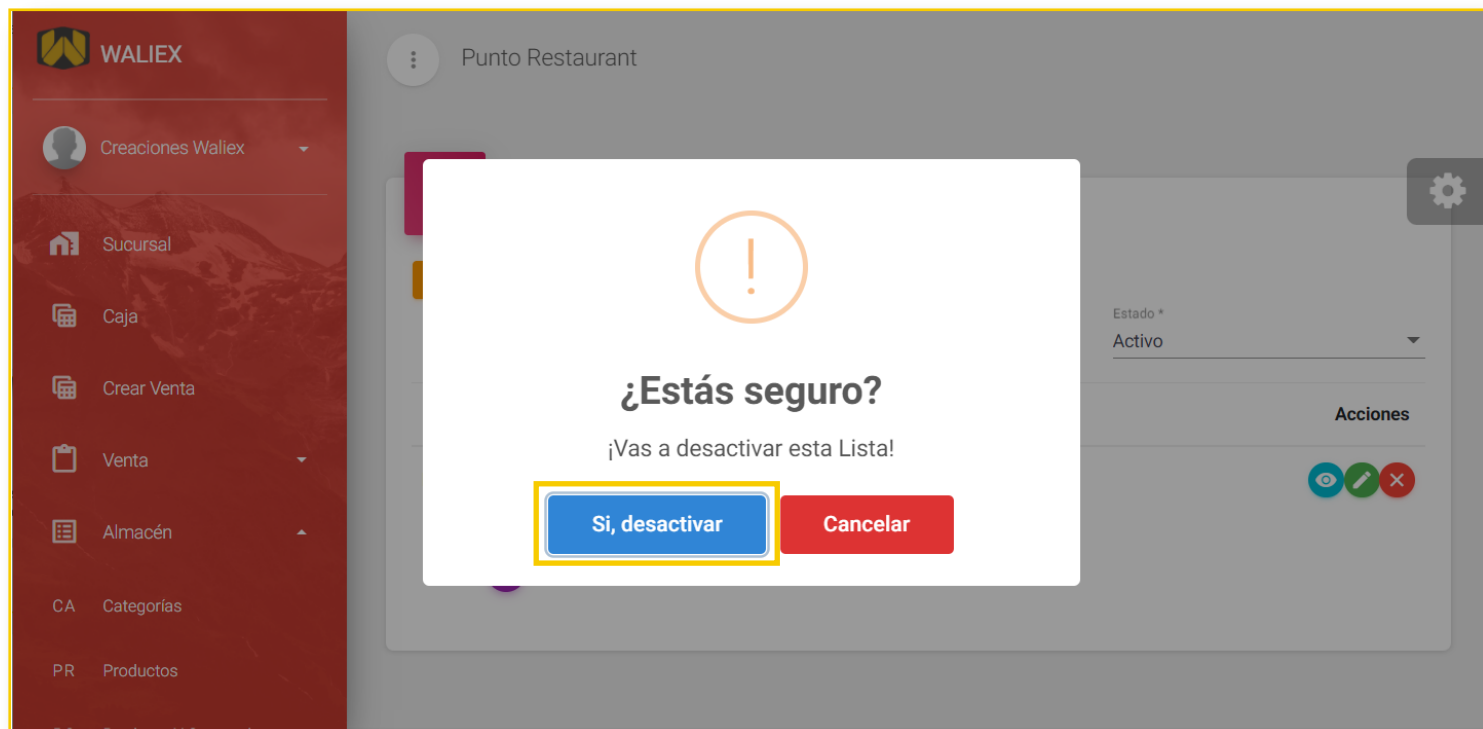 WALIEX
Punto Restaurant
Creaciones Waliex
Sucursal
Caja
Crear Venta
Venta
Almacén
CA Categorías
PR Productos
Estado *
Activo
Acciones
¿Estás seguro?
¡Vas a desactivar esta Lista!
Si, desactivar
Cancelar